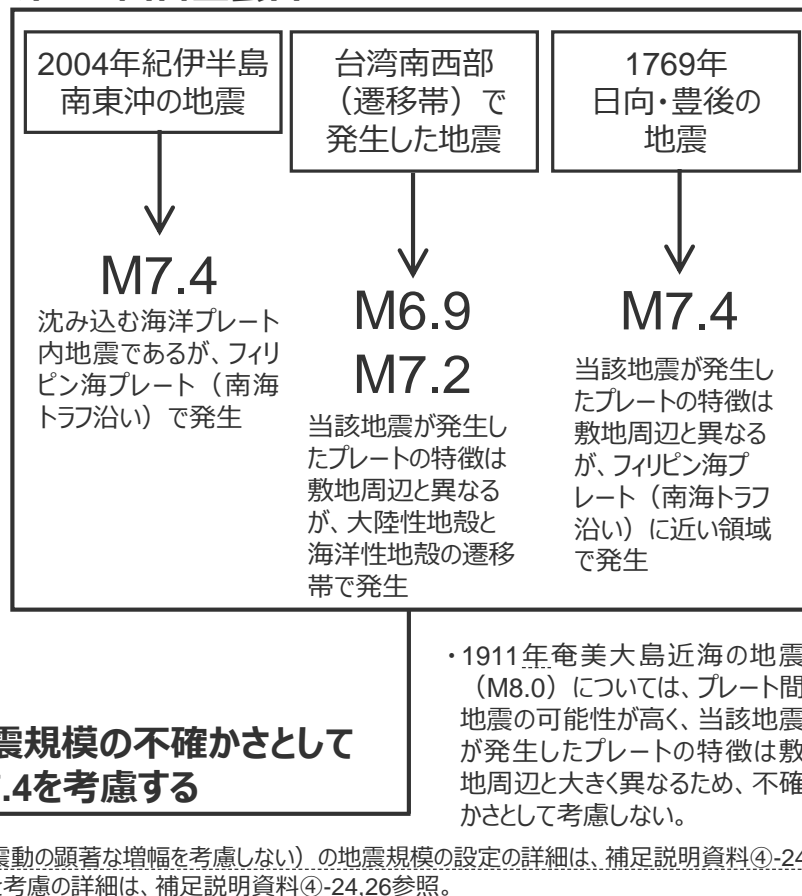 2004年紀伊半島
南東沖の地震
M7.4
沈み込む海洋プレート
内地震であるが、フィリ
ピン海プレート（南海
トラフ沿い）で発生
台湾南西部
（遷移帯）で
発生した地震
M6.9
M7.2
当該地震が発生し
たプレートの特徴は
敷地周辺と異なる
が、大陸性地殻と
海洋性地殻の遷移
帯で発生
1769年
日向・豊後の
地震
M7.4
当該地震が発生し
たプレートの特徴は
敷地周辺と異なる
が、フィリピン海プ
レート（南海トラフ
沿い）に近い領域
で発生
震規模の不確かさとして
.4を考慮する
・1911年奄美大島近海の地震
（M8.0）については、プレート間
地震の可能性が高く、当該地震
が発生したプレートの特徴は敷
地周辺と大きく異なるため、不確
かさとして考慮しない。
震動の顕著な増幅を考慮しない）の地震規模の設定の詳細は、補足説明資料④-24
考慮の詳細は、補足説明資料④-24,26参照。